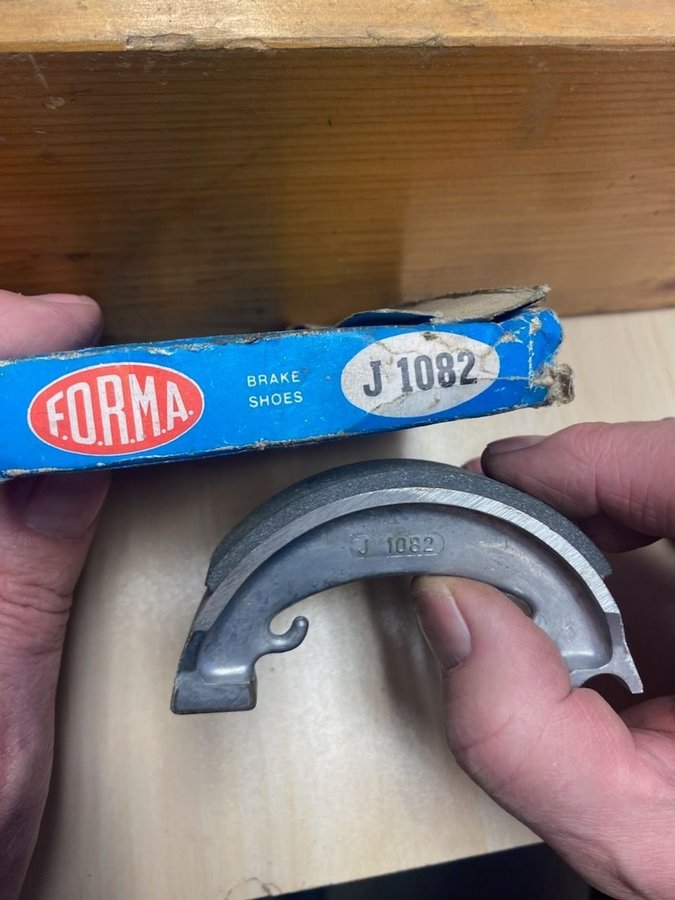 F.O.R.M.A.
BRAKE
SHOES
J 1082
J 1082